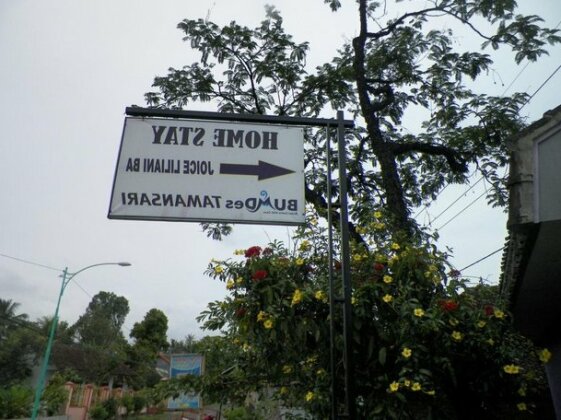 HOME STAY
JOICE LILIANI BA
BUMDes TAMANSARI